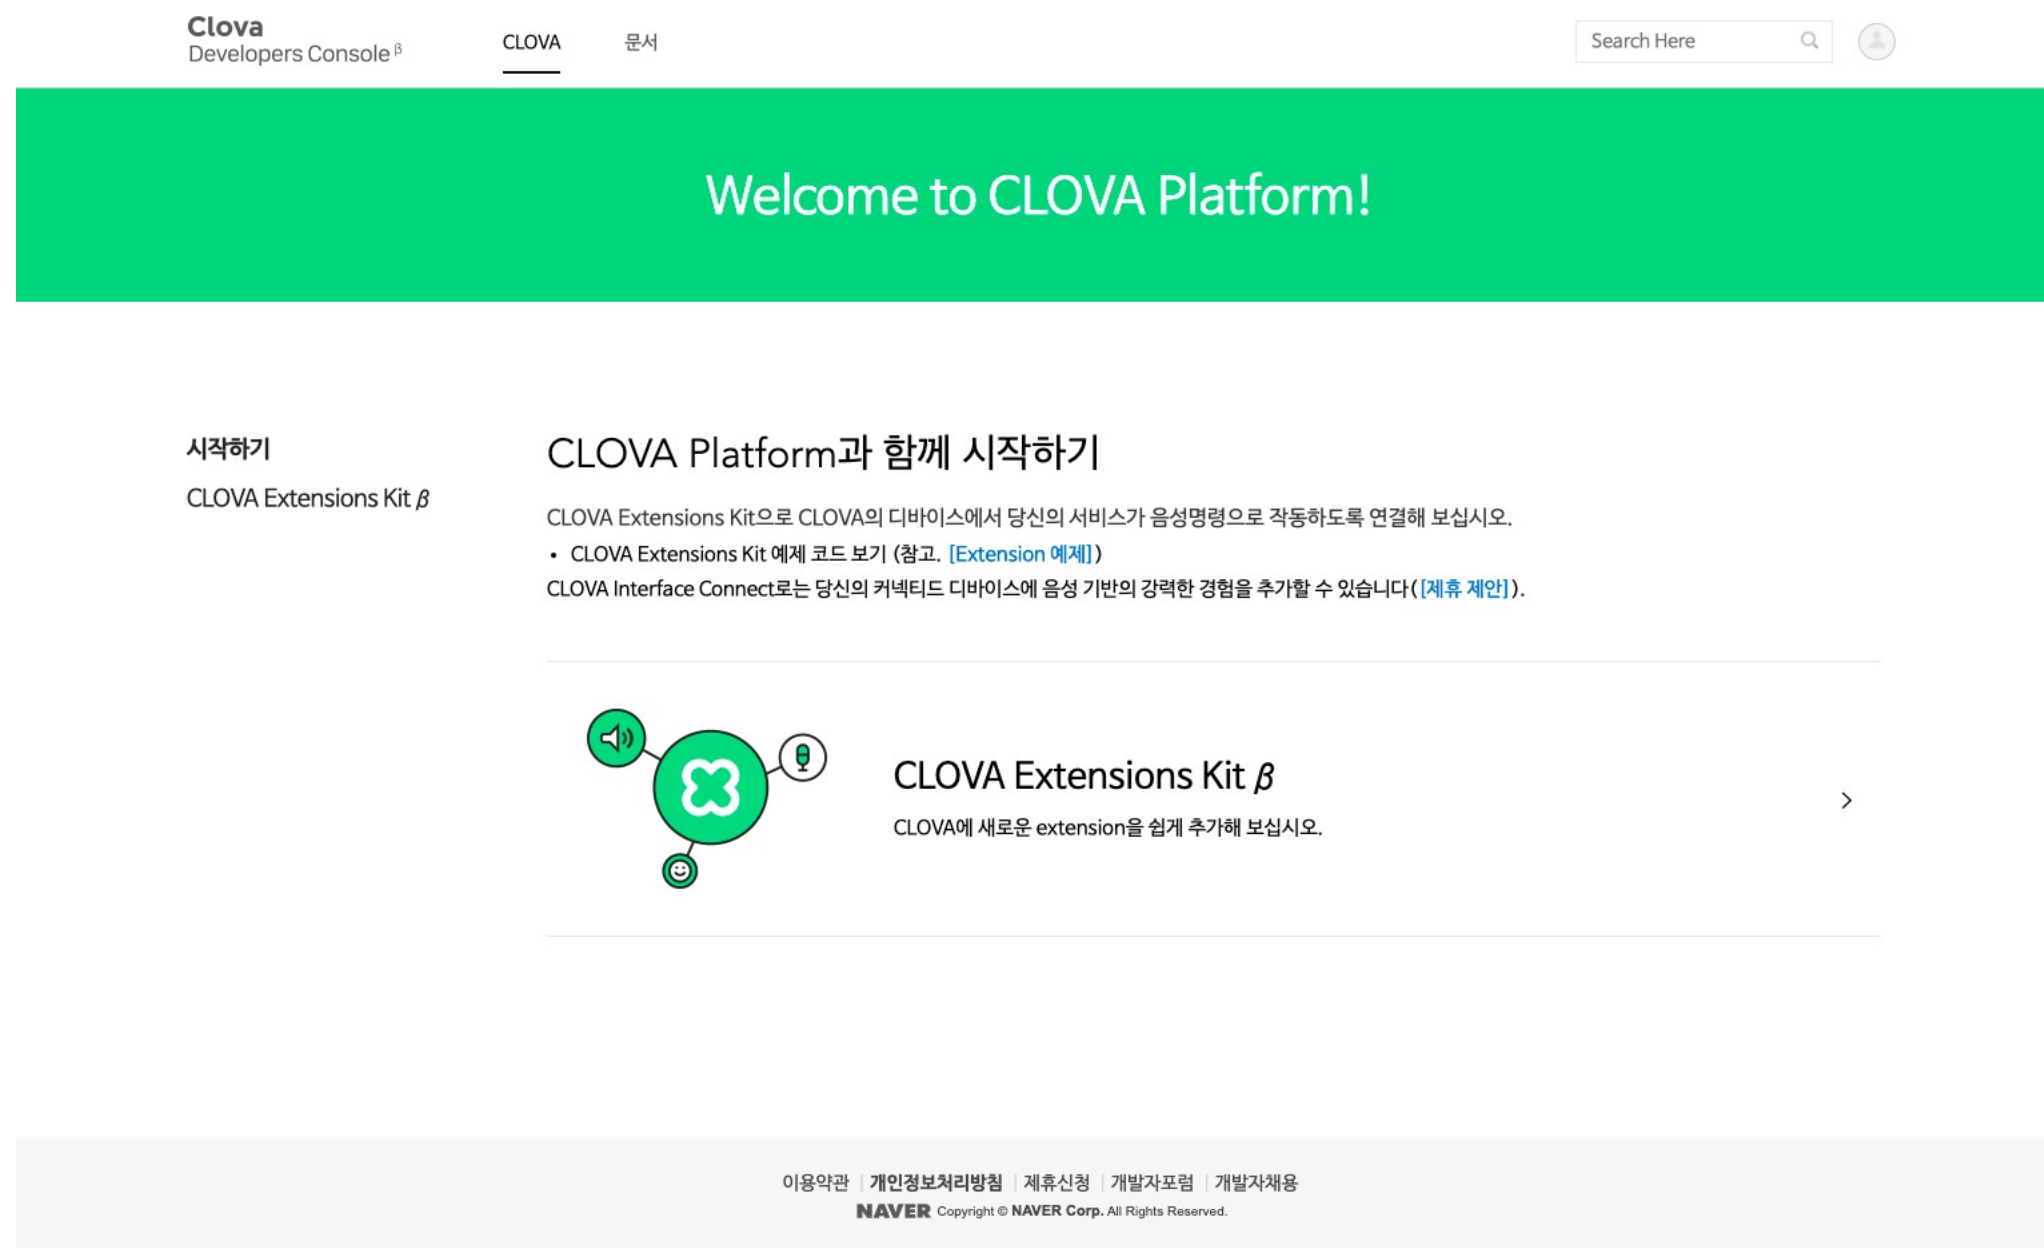 Clova
Developers Console β
CLOVA
문서
Search Here
Welcome to CLOVA Platform!
시작하기
CLOVA Extensions Kit β
CLOVA Platform과 함께 시작하기
CLOVA Extensions Kit으로 CLOVA의 디바이스에서 당신의 서비스가 음성명령으로 작동하도록 연결해 보십시오.
• CLOVA Extensions Kit 예제 코드 보기 (참고. [Extension 예제])
CLOVA Interface Connect로는 당신의 커넥티드 디바이스에 음성 기반의 강력한 경험을 추가할 수 있습니다([제휴 제안]).
CLOVA Extensions Kit β
CLOVA에 새로운 extension을 쉽게 추가해 보십시오.
이용약관 | 개인정보처리방침 | 제휴신청 | 개발자포럼 | 개발자채용
NAVER Copyright © NAVER Corp. All Rights Reserved.